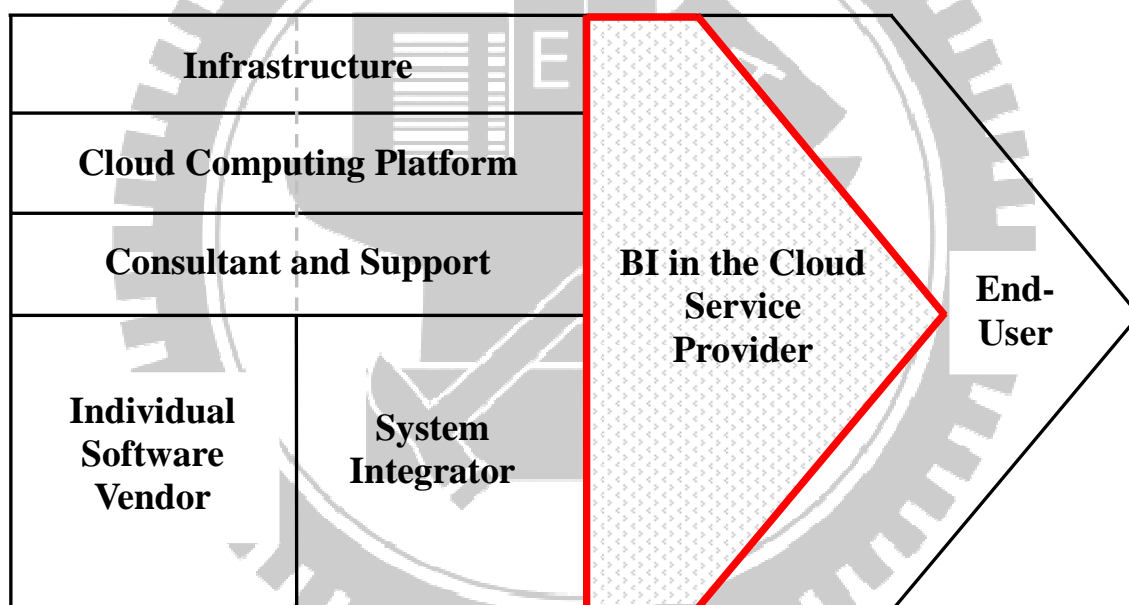 Infrastructure
Cloud Computing Platform
Consultant and Support
Individual
Software
Vendor
System
Integrator
BI in the Cloud
Service
Provider
End-
User
E